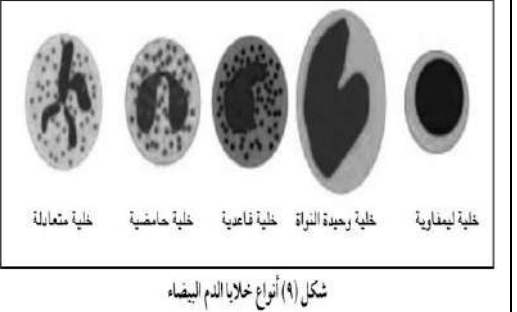 خلية ليمفاوية خلية وحيدة النواة خلية قاعدية خلية حامضية خلية متعادلة
شكل (٩) أنواع خلايا الدم البيضاء